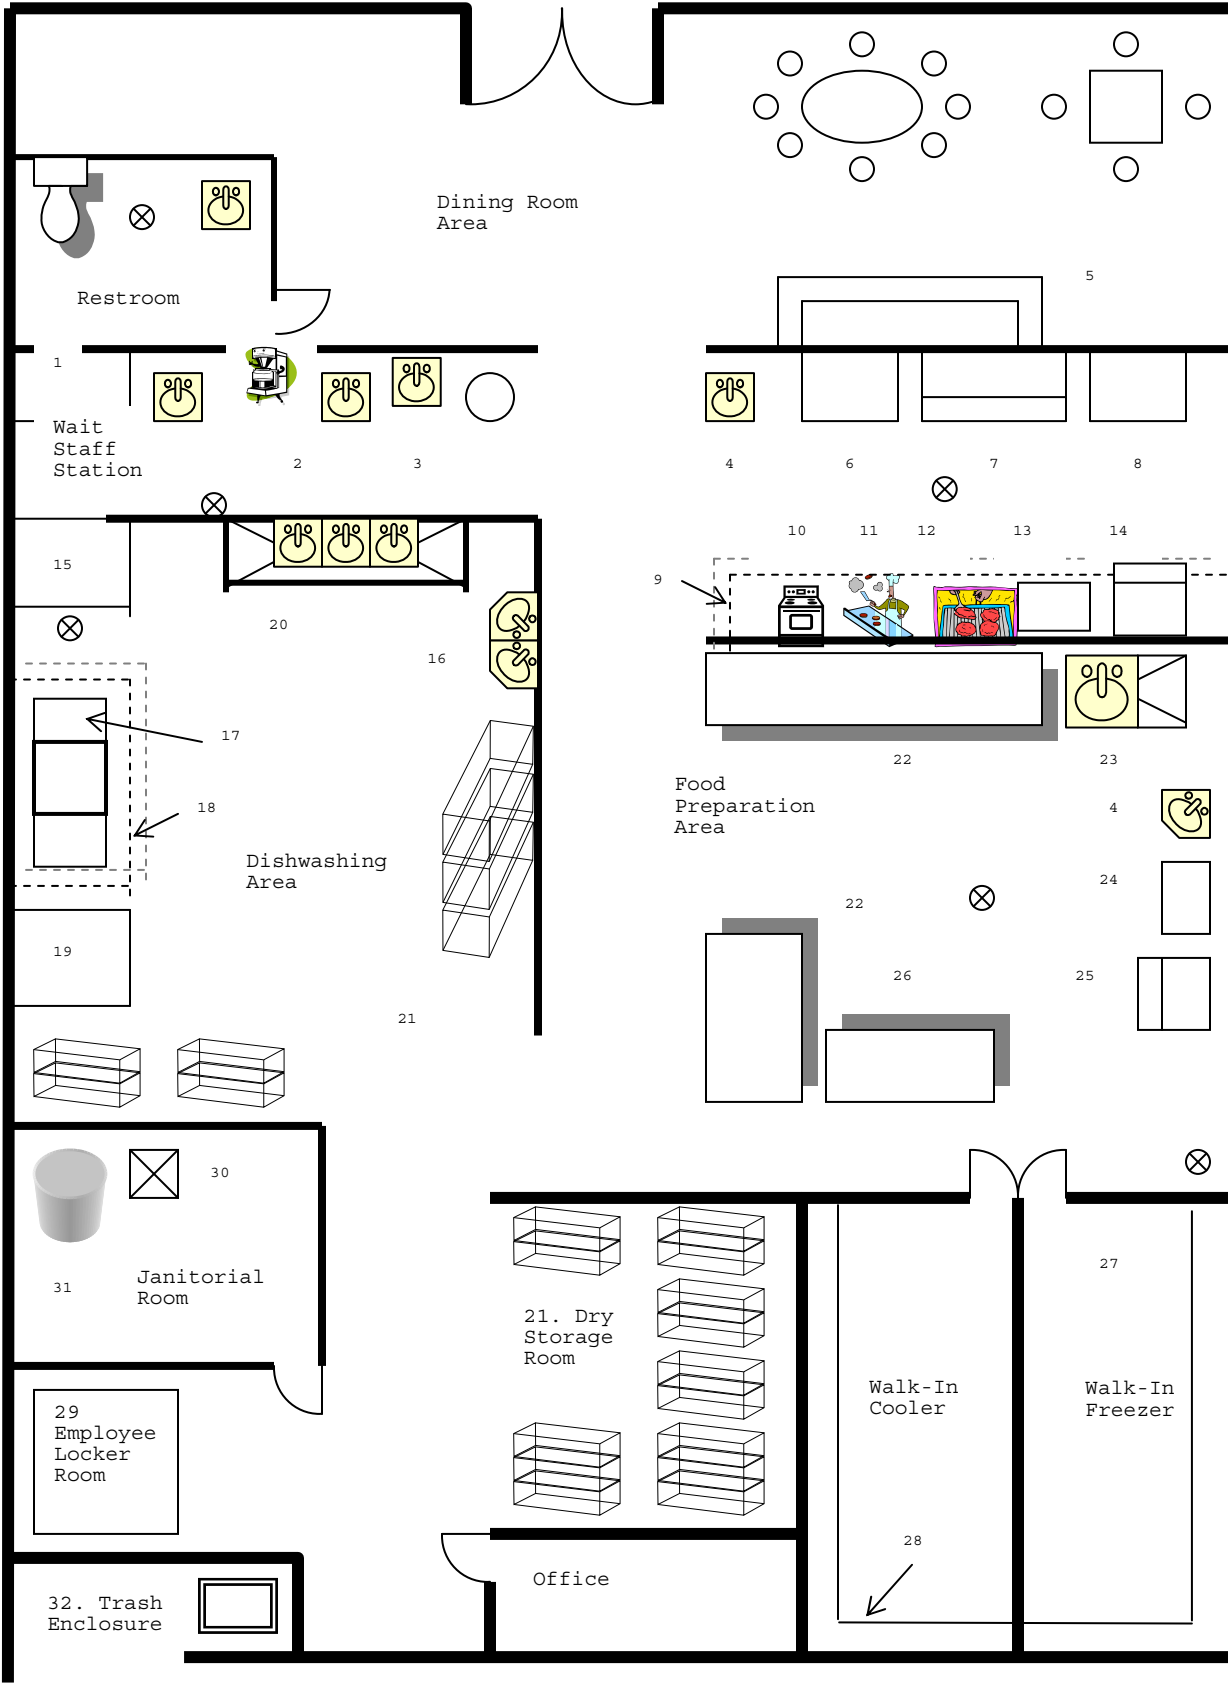 Dining Room
Area
5
Restroom
1
Wait
Staff
Station
2
3
4
6
7
8
10
11
12
13
14
9
15
20
16
17
18
22
23
Food
Preparation
Area
4
Dishwashing
Area
24
22
19
26
25
21
30
31
Janitorial
Room
27
21. Dry
Storage
Room
Walk-In
Cooler
Walk-In
Freezer
29
Employee
Locker
Room
28
Office
32. Trash
Enclosure